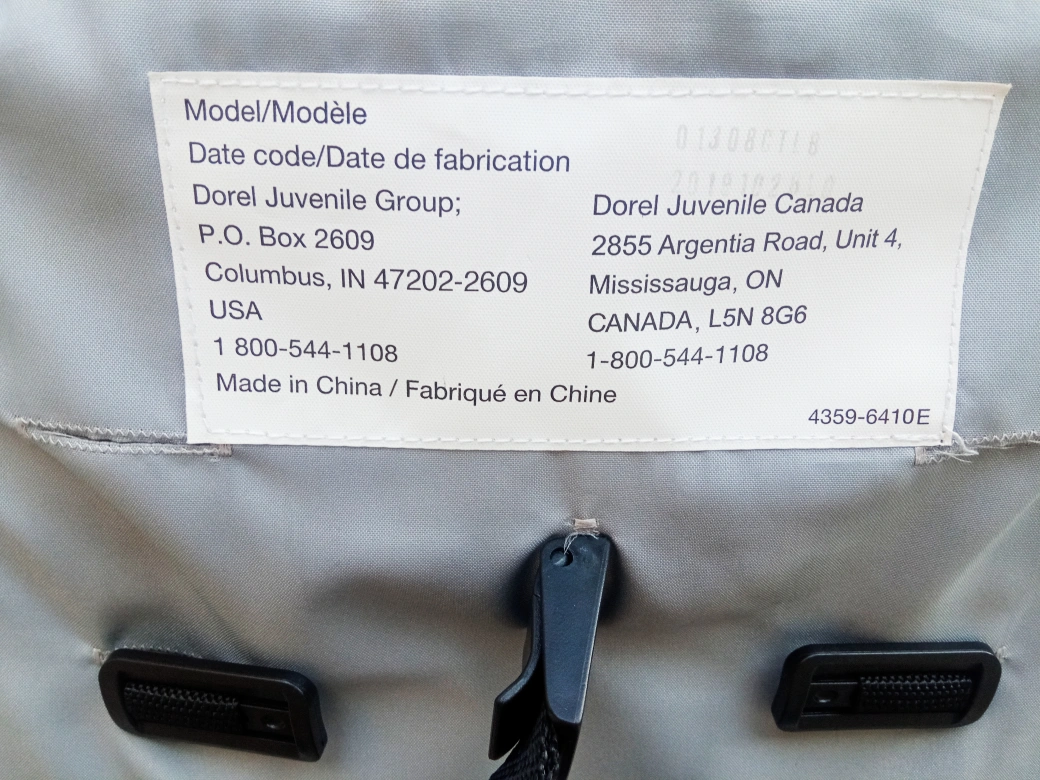 Model/Modèle
01308CTLB
Date code/Date de fabrication
Dorel Juvenile Group;
P.O. Box 2609
Columbus, IN 47202-2609
USA
1 800-544-1108
Made in China / Fabriqué en Chine
Dorel Juvenile Canada
2855 Argentia Road, Unit 4,
Mississauga, ON
CANADA, L5N 8G6
1-800-544-1108
4359-6410E